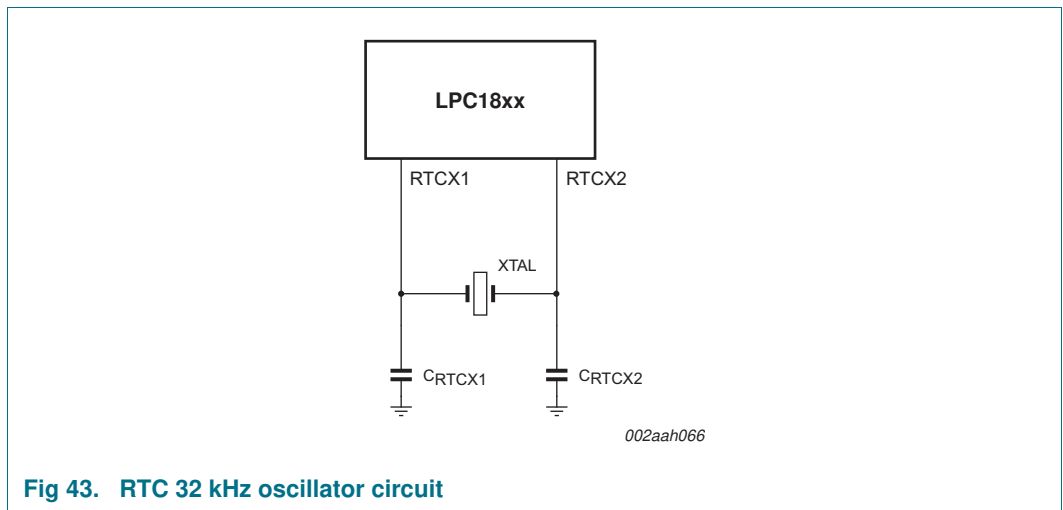 LPC18xx
RTCX1 RTCX2
XTAL
CRTCX1 CRTCX2
002aah066
Fig 43. RTC 32 kHz oscillator circuit